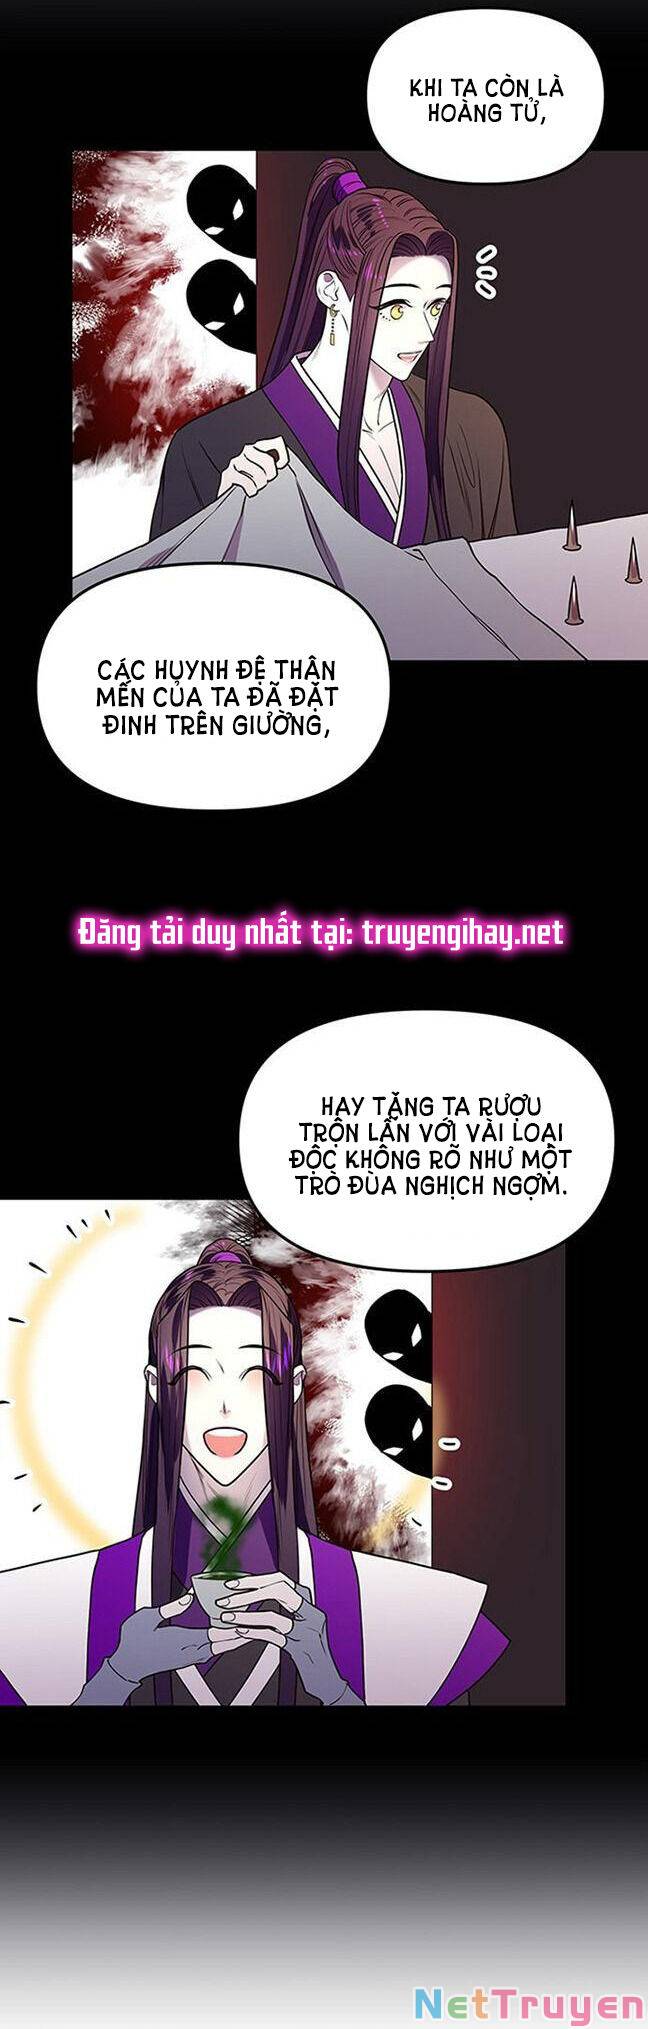 KHI TA CÒN LÀ
HOÀNG TỬ,
CÁC HUYNH ĐỆ THÂN
MẾN CỦA TA ĐÃ ĐẶT
ĐINH TRÊN GIƯỜNG,
Đăng tải duy nhất tại: truyengihay.net
HAY TẶNG TA RƯỢU
TRỘN LẪN VỚI VÀI LOẠI
ĐỘC KHÔNG RÕ NHƯ MỘT
TRÒ ĐÙA NGHỊCH NGỢM.
NetTruyen